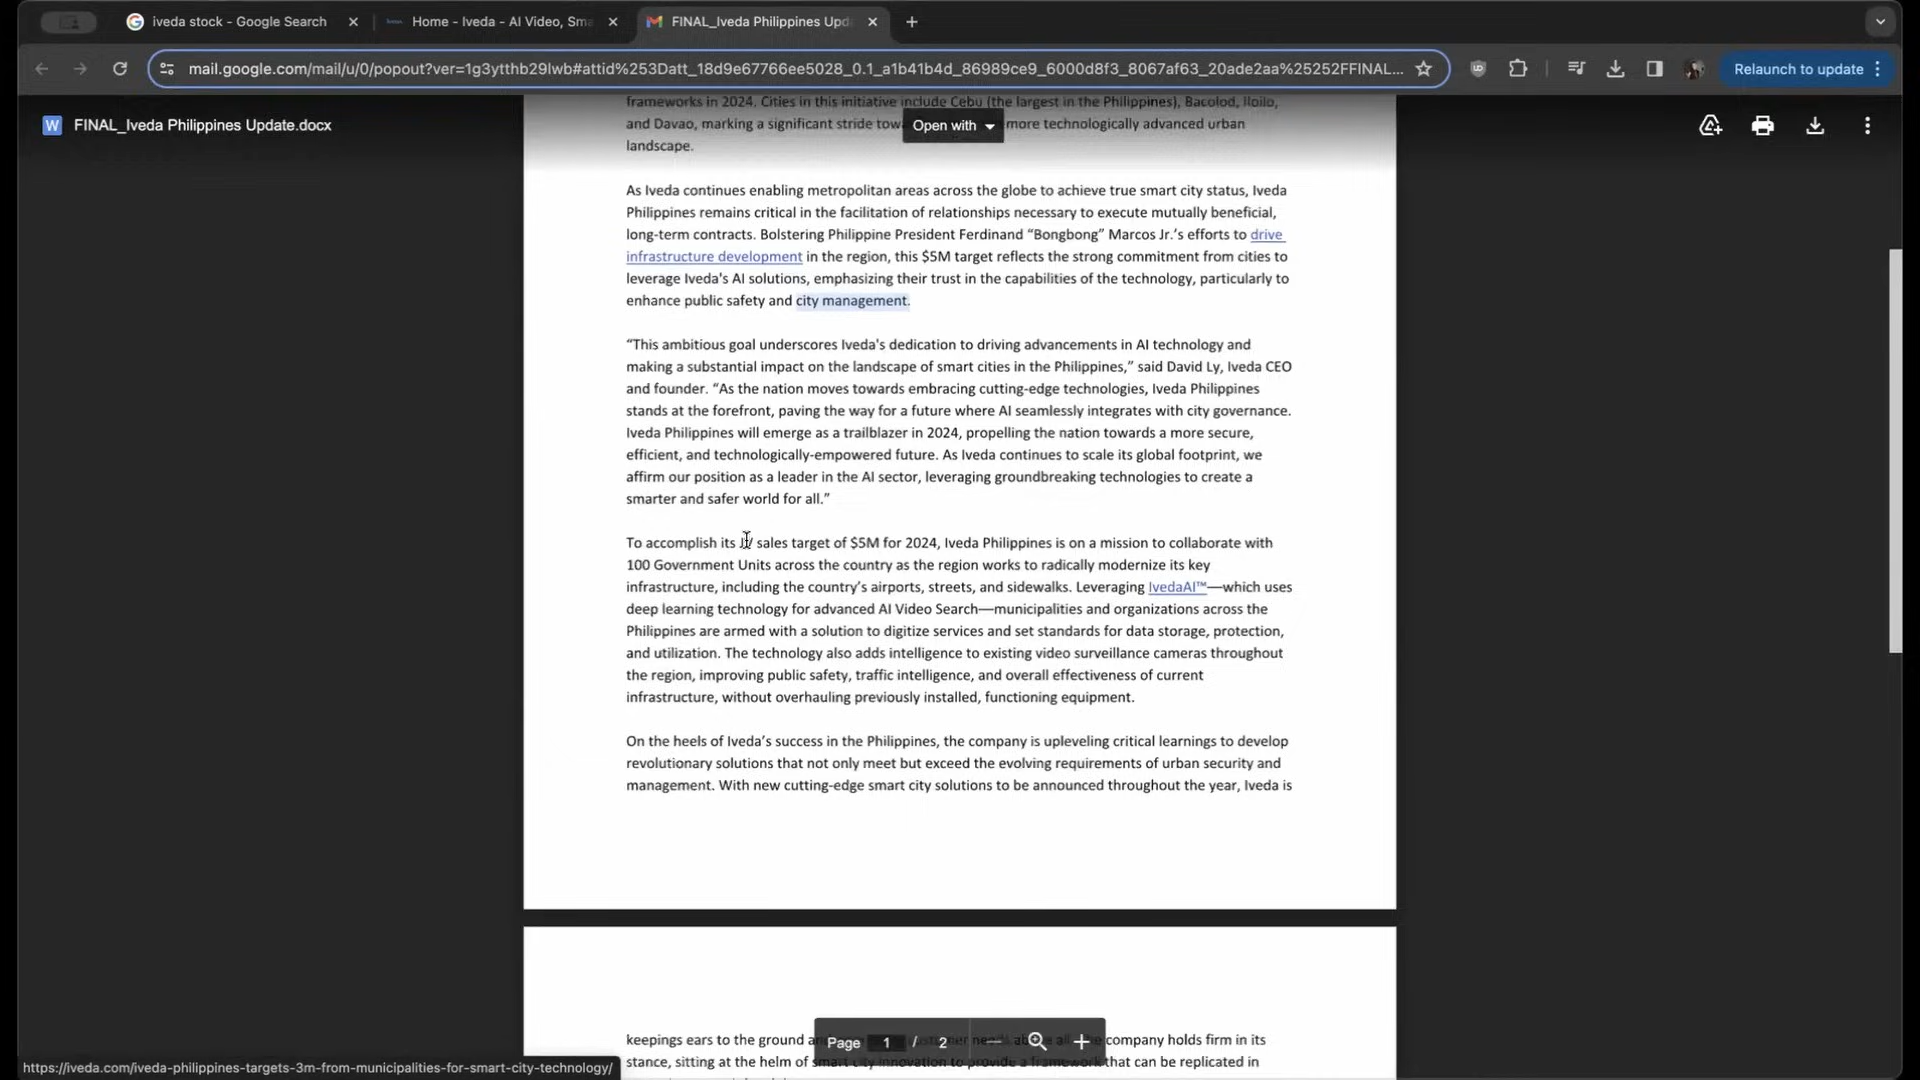 iveda stock - Google Search
Home - Iveda - AI Video, Sma
FINAL_Iveda Philippines Upd
mail.google.com/mail/u/0/popout?ver=1g3ytthb29lwb#attid%253Datt_18d9e67766ee5028_0.1_a1b41b4d_86989ce9_6000d8f3_8067af63_20ade2aa%25252FFINAL...
Relaunch to update
W FINAL_Iveda Philippines Update.docx
Open with
frameworks in 2024. Cities in this initiative include Cebu (the largest in the Philippines), Bacolod, Iloilo,
and Davao, marking a significant stride tow more technologically advanced urban
landscape.
As Iveda continues enabling metropolitan areas across the globe to achieve true smart city status, Iveda
Philippines remains critical in the facilitation of relationships necessary to execute mutually beneficial,
long-term contracts. Bolstering Philippine President Ferdinand “Bongbong” Marcos Jr.’s efforts to drive
infrastructure development in the region, this $5M target reflects the strong commitment from cities to
leverage Iveda's AI solutions, emphasizing their trust in the capabilities of the technology, particularly to
enhance public safety and city management.
“This ambitious goal underscores Iveda's dedication to driving advancements in AI technology and
making a substantial impact on the landscape of smart cities in the Philippines,” said David Ly, Iveda CEO
and founder. “As the nation moves towards embracing cutting-edge technologies, Iveda Philippines
stands at the forefront, paving the way for a future where AI seamlessly integrates with city governance.
Iveda Philippines will emerge as a trailblazer in 2024, propelling the nation towards a more secure,
efficient, and technologically-empowered future. As Iveda continues to scale its global footprint, we
affirm our position as a leader in the AI sector, leveraging groundbreaking technologies to create a
smarter and safer world for all.”
To accomplish its JV sales target of $5M for 2024, Iveda Philippines is on a mission to collaborate with
100 Government Units across the country as the region works to radically modernize its key
infrastructure, including the country’s airports, streets, and sidewalks. Leveraging IvedaAI™—which uses
deep learning technology for advanced AI Video Search—municipalities and organizations across the
Philippines are armed with a solution to digitize services and set standards for data storage, protection,
and utilization. The technology also adds intelligence to existing video surveillance cameras throughout
the region, improving public safety, traffic intelligence, and overall effectiveness of current
infrastructure, without overhauling previously installed, functioning equipment.
On the heels of Iveda’s success in the Philippines, the company is upleveling critical learnings to develop
revolutionary solutions that not only meet but exceed the evolving requirements of urban security and
management. With new cutting-edge smart city solutions to be announced throughout the year, Iveda is
keepings ears to the ground company holds firm in its
Page 1 / 2
stance, sitting at the helm of smart city innovation to provide a framework that can be replicated in
https://iveda.com/iveda-philippines-targets-3m-from-municipalities-for-smart-city-technology/